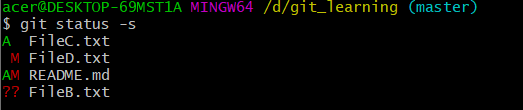 acer@DESKTOP-69MST1A MINGW64 /d/git_learning (master)
$ git status -s
A  FileC.txt
 M FileD.txt
AM README.md
?? FileB.txt